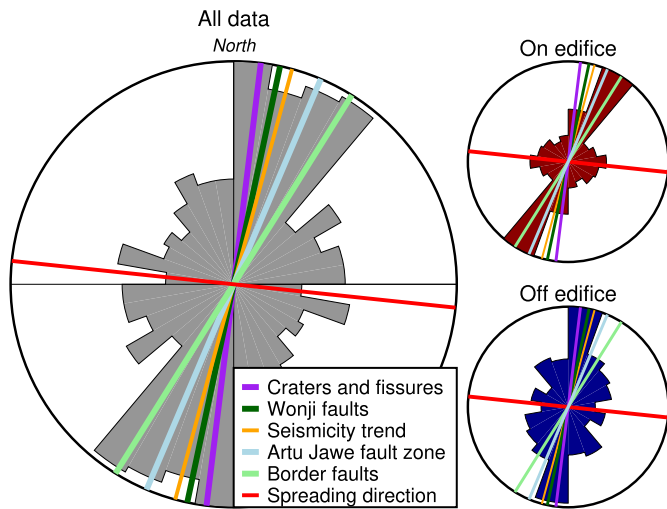 All data
North
On edifice
Off edifice
Craters and fissures
Wonji faults
Seismicity trend
Artu Jawe fault zone
Border faults
Spreading direction